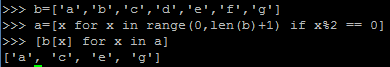 >>> b=['a','b','c','d','e','f','g']
>>> a=[x for x in range(0,len(b)+1) if x%2 == 0]
>>> [b[x] for x in a]
['a', 'c', 'e', 'g']